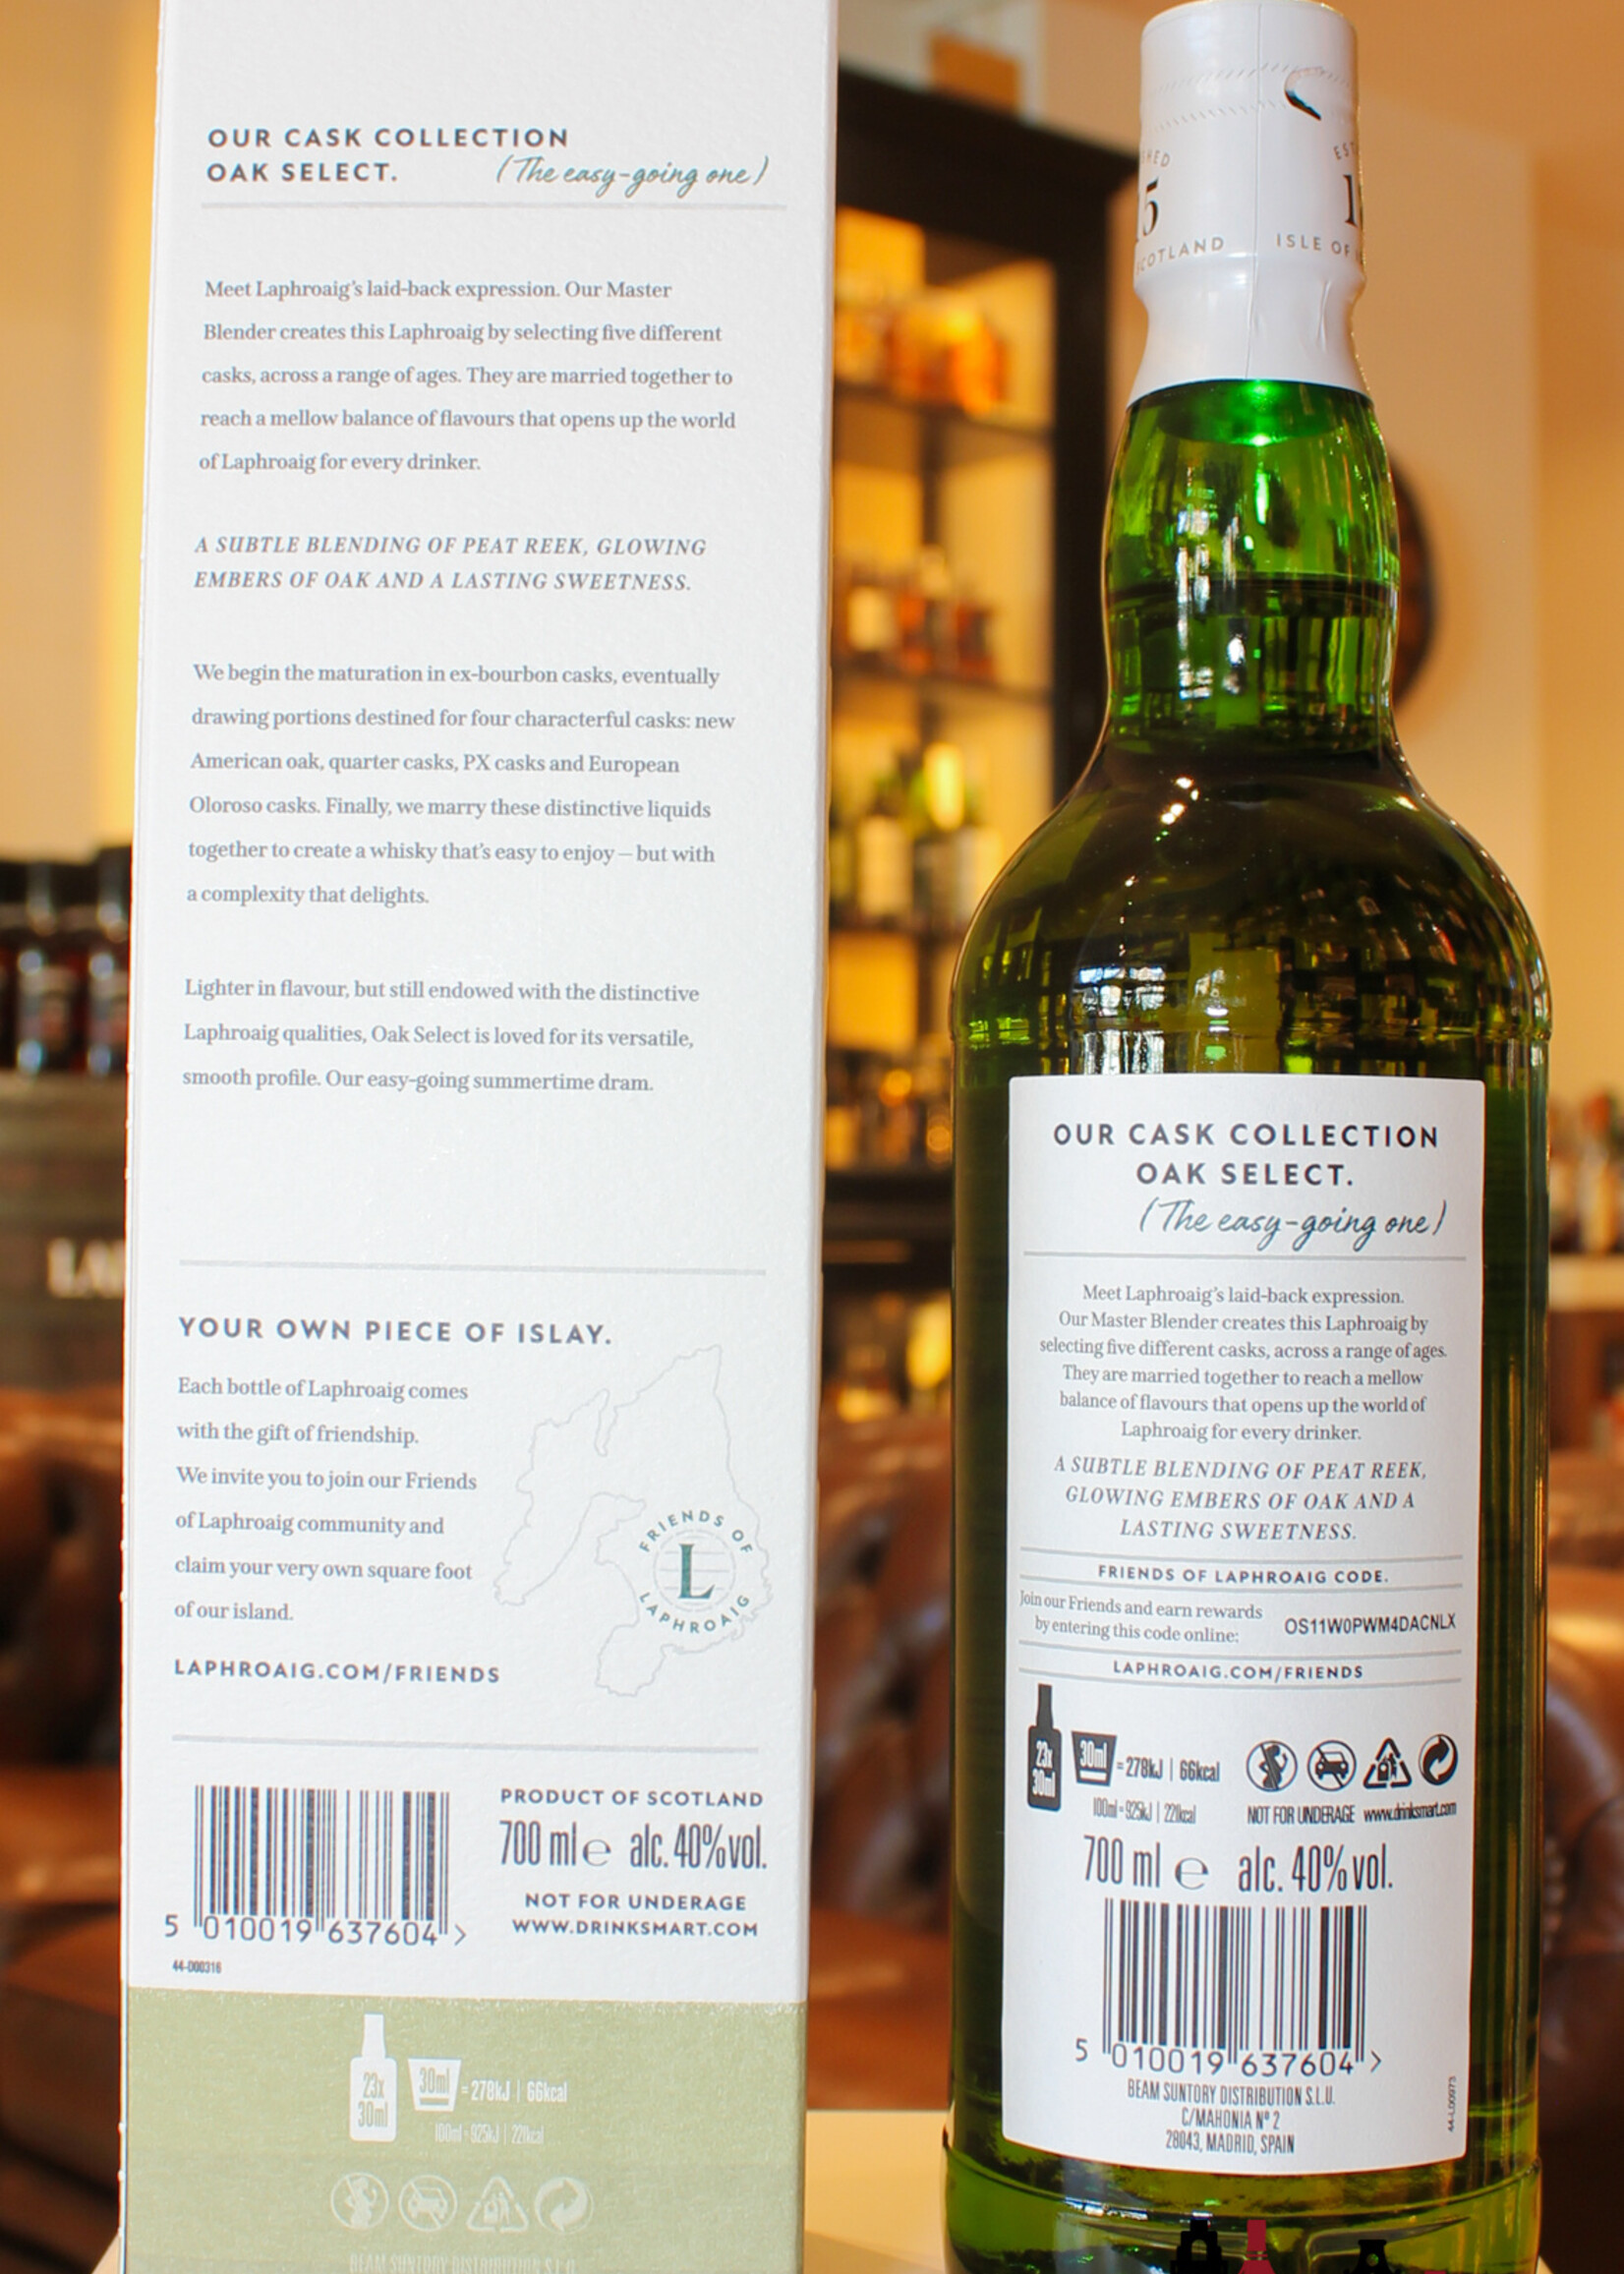 OUR CASK COLLECTION
OAK SELECT. (The easy-going one)
Meet Laphroaig's laid-back expression. Our Master
Blender creates this Laphroaig by selecting five different
casks, across a range of ages. They are married together to
reach a mellow balance of flavours that opens up the world
of Laphroaig for every drinker.
A SUBTLE BLENDING OF PEAT REEK, GLOWING
EMBERS OF OAK AND A LASTING SWEETNESS.
We begin the maturation in ex-bourbon casks, eventually
drawing portions destined for four characterful casks: new
American oak, quarter casks, PX casks and European
Oloroso casks. Finally, we marry these distinctive liquids
together to create a whisky that's easy to enjoy – but with
a complexity that delights.
Lighter in flavour, but still endowed with the distinctive
Laphroaig qualities, Oak Select is loved for its versatile,
smooth profile. Our easy-going summertime dram.
YOUR OWN PIECE OF ISLAY.
Each bottle of Laphroaig comes
with the gift of friendship.
We invite you to join our Friends
of Laphroaig community and
claim your very own square foot
of our island.
LAPHROAIG.COM/FRIENDS
FRIENDS OF
L
LAPHROAIG
PRODUCT OF SCOTLAND
700 ml e alc. 40%vol.
NOT FOR UNDERAGE
WWW.DRINKSMART.COM
5 010019 637604 >
44-D00316
23x
30ml
30ml = 278kJ | 66kcal
100ml = 925kJ | 221kcal
BEAM SUNTORY DISTRIBUTION S.L.U.
5
SCOTLAND
ISLE OF
OUR CASK COLLECTION
OAK SELECT.
(The easy-going one)
Meet Laphroaig's laid-back expression.
Our Master Blender creates this Laphroaig by
selecting five different casks, across a range of ages.
They are married together to reach a mellow
balance of flavours that opens up the world of
Laphroaig for every drinker.
A SUBTLE BLENDING OF PEAT REEK,
GLOWING EMBERS OF OAK AND A
LASTING SWEETNESS.
FRIENDS OF LAPHROAIG CODE.
Join our Friends and earn rewards
by entering this code online:
OS11W0PWM4DACNLX
LAPHROAIG.COM/FRIENDS
23x
30ml
30ml = 278kJ | 66kcal
100ml = 925kJ | 221kcal
NOT FOR UNDERAGE www.drinksmart.com
700 ml e alc. 40% vol.
5 010019 637604 >
BEAM SUNTORY DISTRIBUTION S.L.U.
C/MAHONIA Nº 2
28043, MADRID, SPAIN
44-L00973